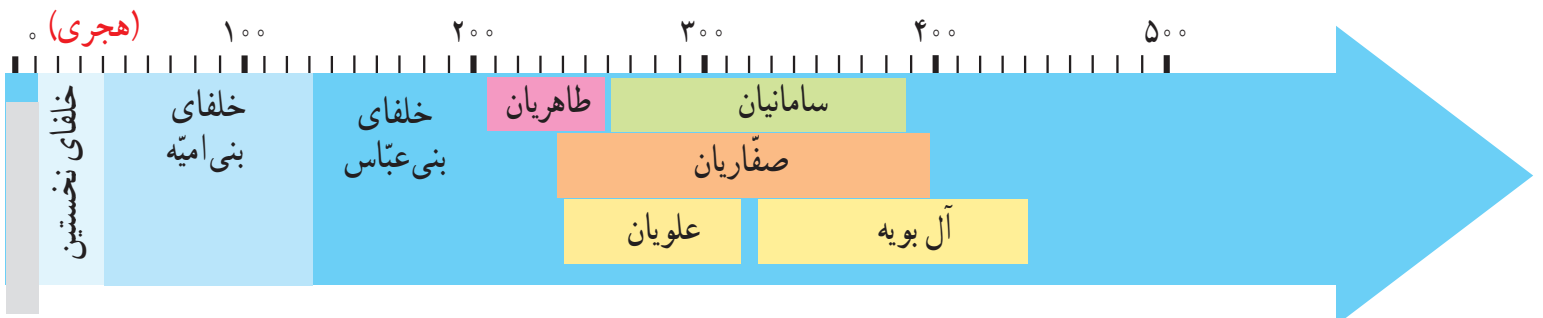 ۰ (هجری) ۱۰۰ ۲۰۰ ۳۰۰ ۴۰۰ ۵۰۰
خلفای نخستین
خلفای
بنی‌امیّه
خلفای
بنی‌عبّاس
طاهریان
سامانیان
صفّاریان
علویان
آل بویه